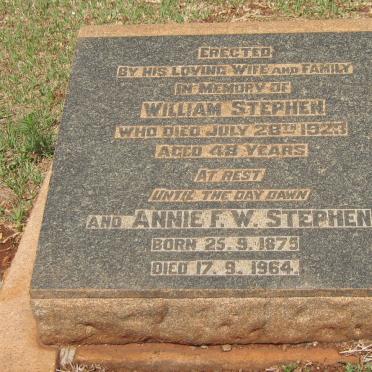 ERECTED
BY HIS LOVING WIFE AND FAMILY
IN MEMORY OF
WILLIAM STEPHEN
WHO DIED JULY 28TH 1923
AGED 48 YEARS
AT REST
UNTIL THE DAY DAWN
AND ANNIE F. W. STEPHEN
BORN 25. 9. 1875
DIED 17. 9. 1964.